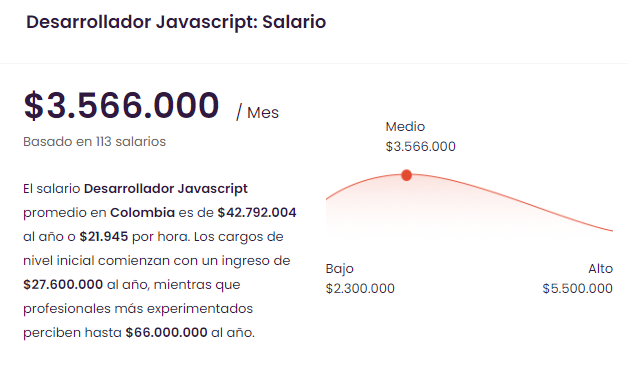 Desarrollador Javascript: Salario
$3.566.000 / Mes
Basado en 113 salarios
El salario Desarrollador Javascript
promedio en Colombia es de $42.792.004
al año o $21.945 por hora. Los cargos de
nivel inicial comienzan con un ingreso de
$27.600.000 al año, mientras que
profesionales más experimentados
perciben hasta $66.000.000 al año.
Medio
$3.566.000
Bajo
$2.300.000
Alto
$5.500.000